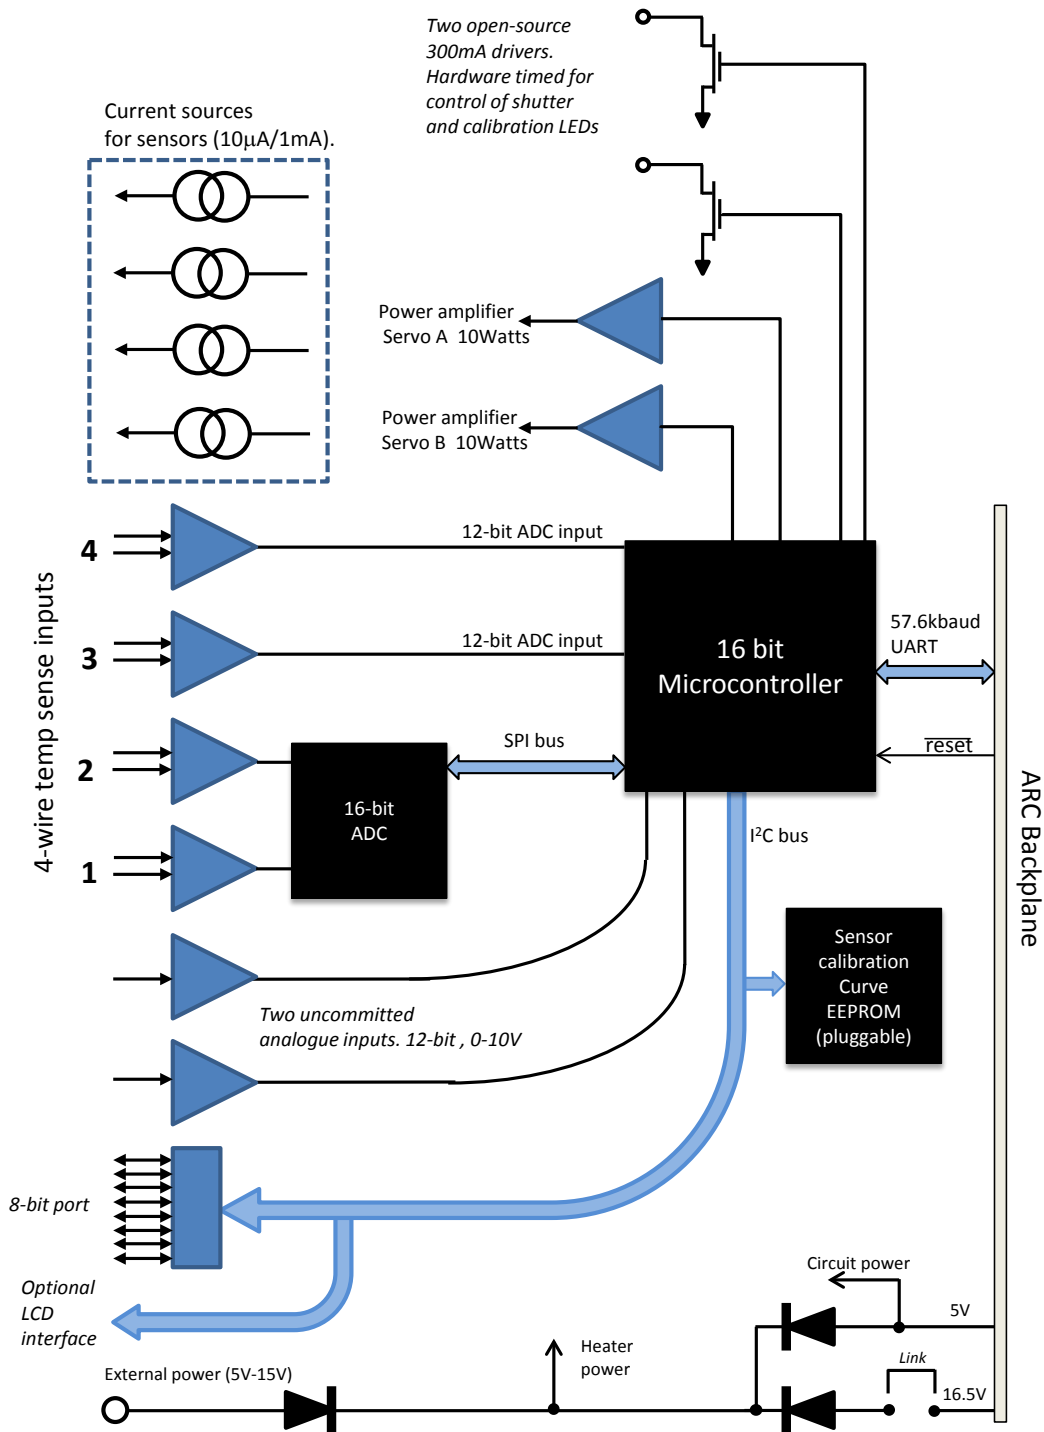 Two open-source
300mA drivers.
Hardware timed for
control of shutter
and calibration LEDs
Current sources
for sensors (10µA/1mA).
Power amplifier
Servo A 10Watts
Power amplifier
Servo B 10Watts
4-wire temp sense inputs
4
12-bit ADC input
3
12-bit ADC input
2
1
16-bit
ADC
SPI bus
16 bit
Microcontroller
57.6kbaud
UART
reset
ARC Backplane
I²C bus
Sensor
calibration
Curve
EEPROM
(pluggable)
Two uncommitted
analogue inputs. 12-bit , 0-10V
8-bit port
Optional
LCD
interface
Circuit power
5V
Heater
power
Link
16.5V
External power (5V-15V)